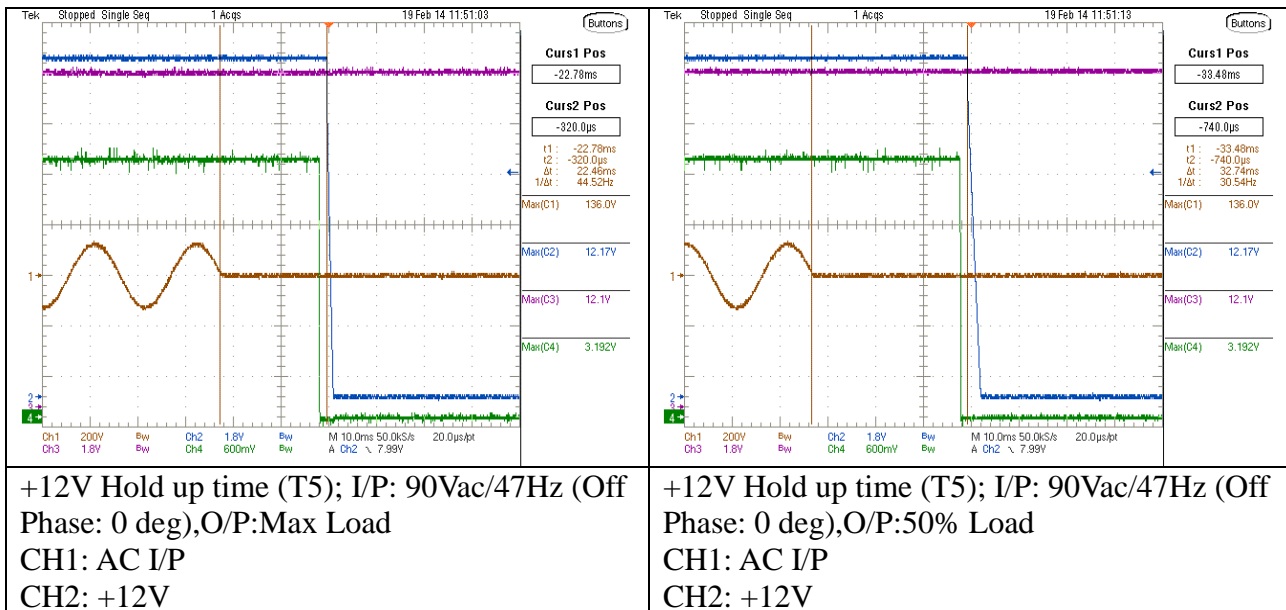 Tek Stopped Single Seq 1 Acqs 19 Feb 14 11:51:03
Buttons
Curs1 Pos
-22.78ms
Curs2 Pos
-320.0µs
t1 : -22.78ms
t2 : -320.0µs
Δt : 22.46ms
1/Δt : 44.52Hz
Max(C1) 136.0V
Max(C2) 12.17V
Max(C3) 12.1V
Max(C4) 3.192V
1
2
4
Ch1 200V Bw Ch2 1.8V Bw M 10.0ms 50.0kS/s 20.0µs/pt
Ch3 1.8V Bw Ch4 600mV Bw A Ch2 7.99V
+12V Hold up time (T5); I/P: 90Vac/47Hz (Off
Phase: 0 deg),O/P:Max Load
CH1: AC I/P
CH2: +12V
Tek Stopped Single Seq 1 Acqs 19 Feb 14 11:51:13
Buttons
Curs1 Pos
-33.48ms
Curs2 Pos
-740.0µs
t1 : -33.48ms
t2 : -740.0µs
Δt : 32.74ms
1/Δt : 30.54Hz
Max(C1) 136.0V
Max(C2) 12.17V
Max(C3) 12.1V
Max(C4) 3.192V
1
2
4
Ch1 200V Bw Ch2 1.8V Bw M 10.0ms 50.0kS/s 20.0µs/pt
Ch3 1.8V Bw Ch4 600mV Bw A Ch2 7.99V
+12V Hold up time (T5); I/P: 90Vac/47Hz (Off
Phase: 0 deg),O/P:50% Load
CH1: AC I/P
CH2: +12V